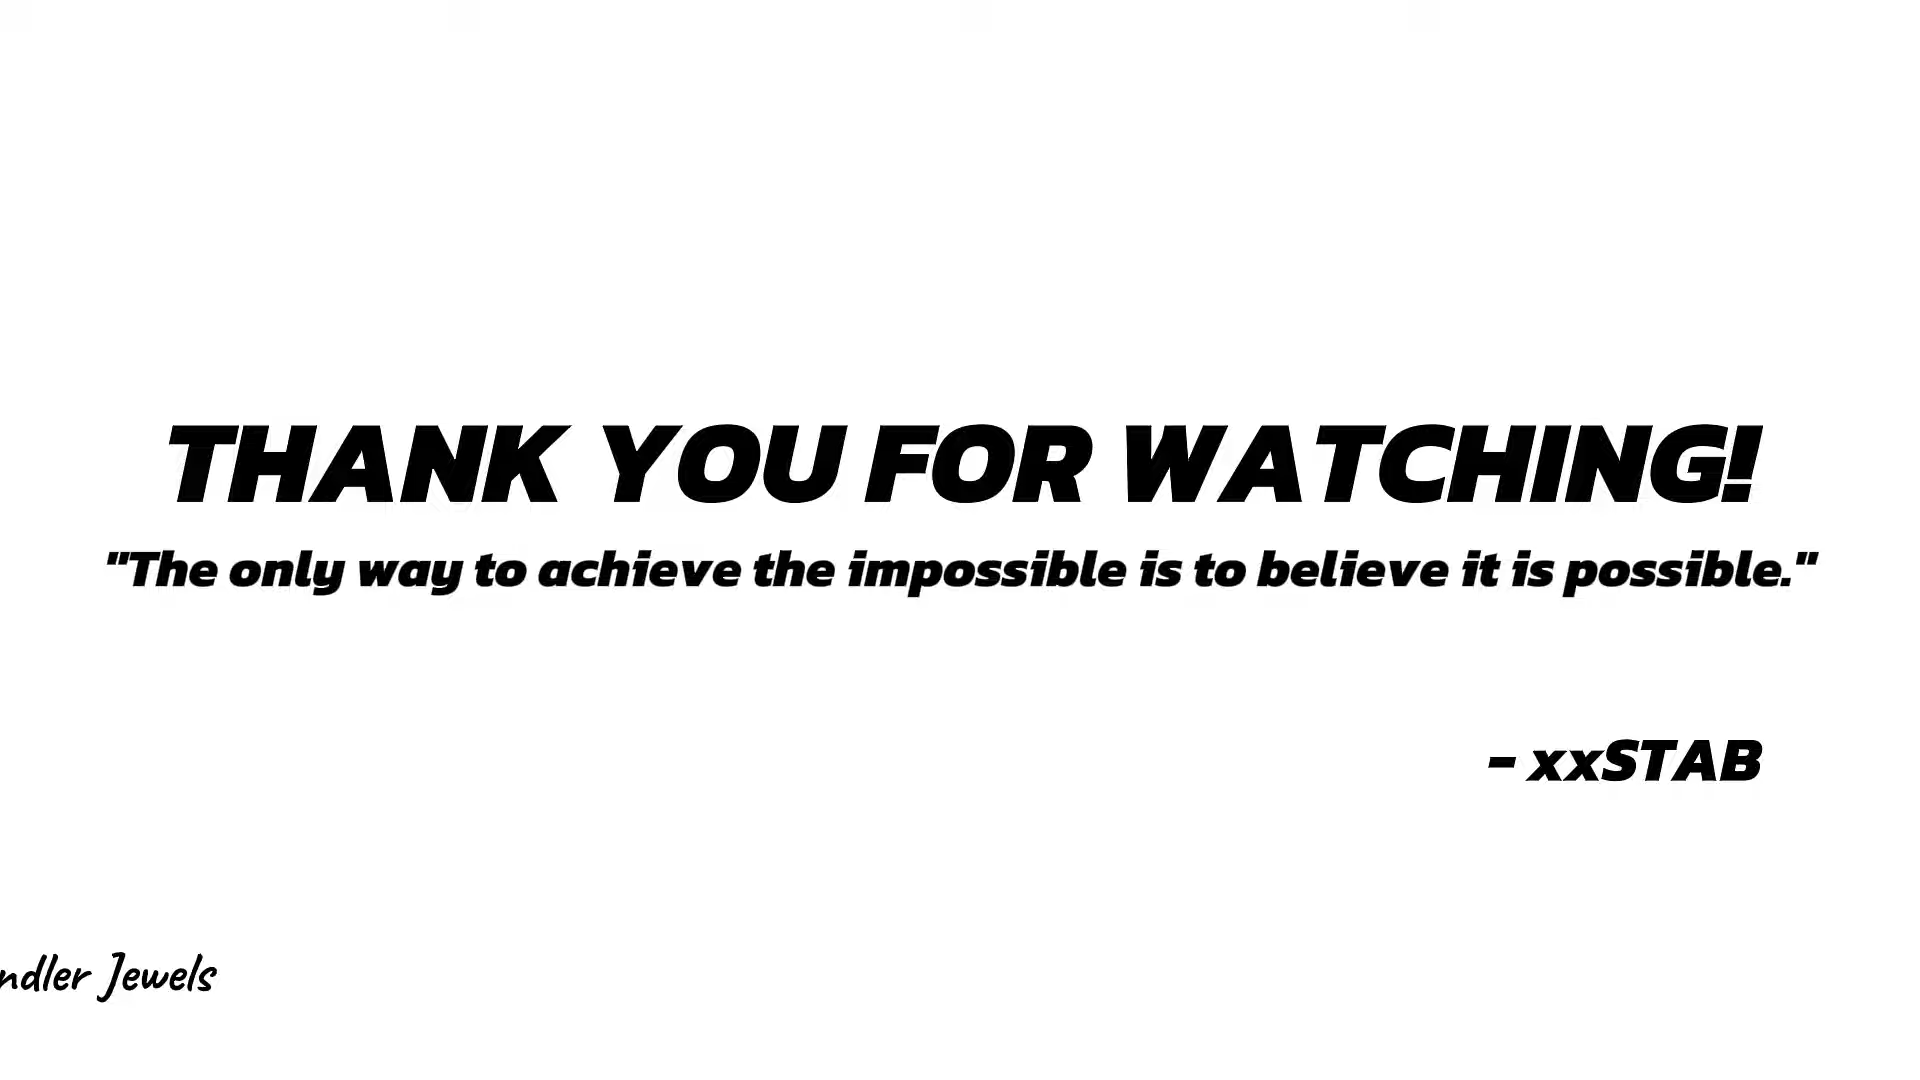 THANK YOU FOR WATCHING!
"The only way to achieve the impossible is to believe it is possible."
- xxSTAB
ndler Jewels